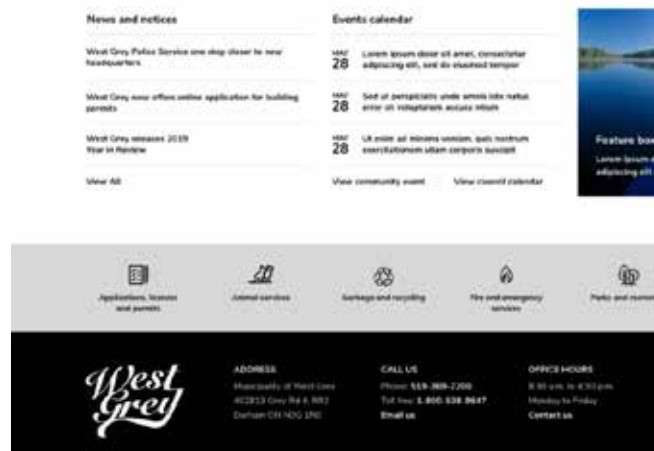 News and notices
West Grey Police Service one step closer to new
headquarters
West Grey now offers online application for building
permits
West Grey releases 2019
Year in Review
View All
Events calendar
MAY
28
Lorem ipsum dolor sit amet, consectetur
adipiscing elit, sed do eiusmod tempor
MAY
28
Sed ut perspiciatis unde omnis iste natus
error sit voluptatem accusa ntium
MAY
28
Ut enim ad minima veniam, quis nostrum
exercitationem ullam corporis suscipit
View community event
View council calendar
Feature box
Lorem ipsum
adipiscing elit
Applications, licences
and permits
Animal services
Garbage and recycling
Fire and emergency
services
Parks and
West
Grey
ADDRESS
Municipality of West Grey
402813 Grey Rd 4, RR2
Durham ON N0G 1R0
CALL US
Phone: 519-369-2200
Toll free: 1-800-538-9647
Email us
OFFICE HOURS
8:30 a.m. to 4:30 p.m.
Monday to Friday
Contact us